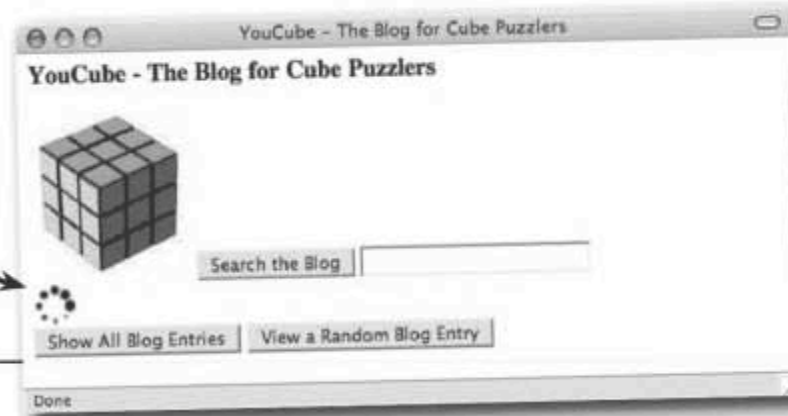 YouCube - The Blog for Cube Puzzlers
YouCube - The Blog for Cube Puzzlers
Search the Blog
Show All Blog Entries View a Random Blog Entry
Done